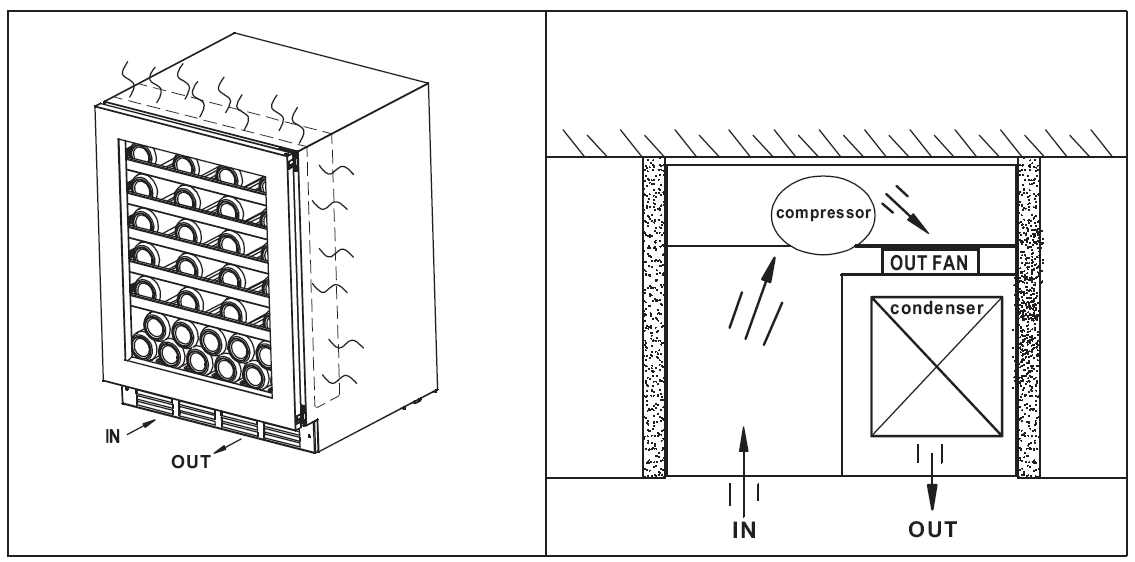 IN
OUT
compressor
OUT FAN
condenser
IN
OUT